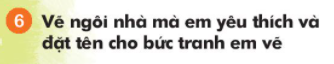 6 Vẽ ngôi nhà mà em yêu thích và
đặt tên cho bức tranh em vẽ